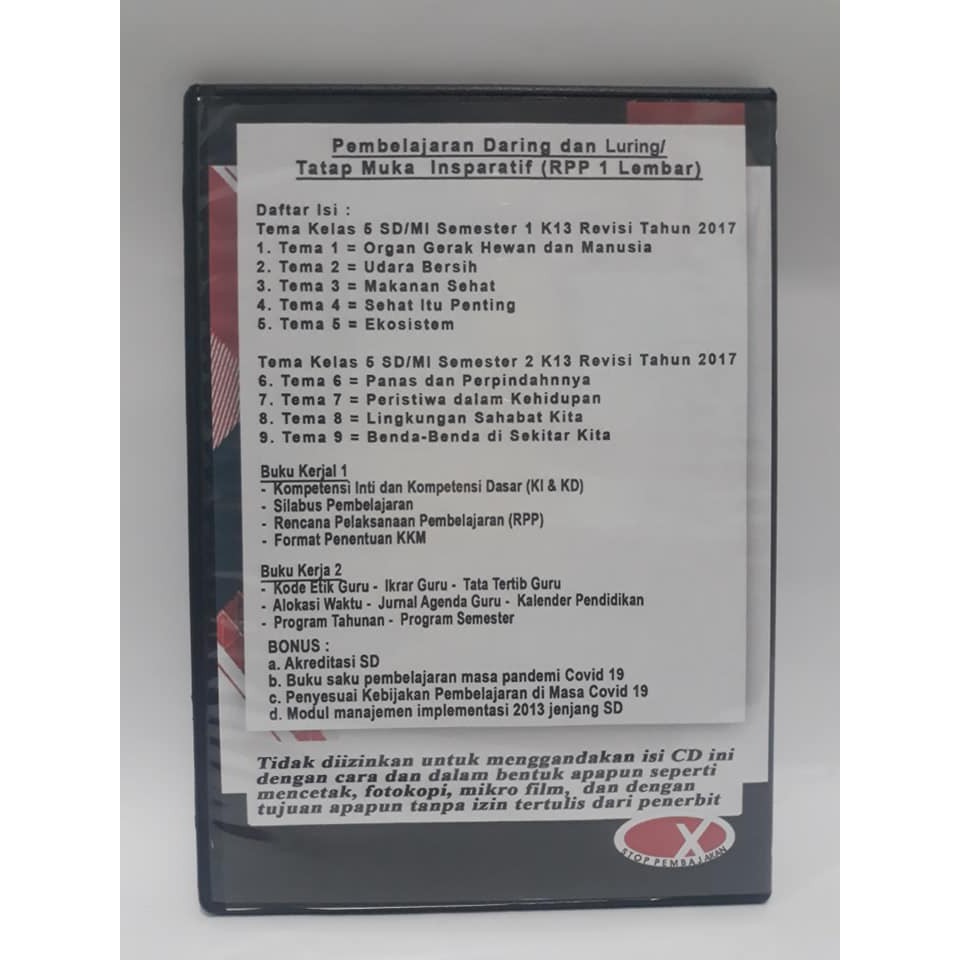 Pembelajaran Daring dan Luring/
Tatap Muka Insparatif (RPP 1 Lembar)
Daftar Isi :
Tema Kelas 5 SD/MI Semester 1 K13 Revisi Tahun 2017
1. Tema 1 = Organ Gerak Hewan dan Manusia
2. Tema 2 = Udara Bersih
3. Tema 3 = Makanan Sehat
4. Tema 4 = Sehat Itu Penting
5. Tema 5 = Ekosistem
Tema Kelas 5 SD/MI Semester 2 K13 Revisi Tahun 2017
6. Tema 6 = Panas dan Perpindahnnya
7. Tema 7 = Peristiwa dalam Kehidupan
8. Tema 8 = Lingkungan Sahabat Kita
9. Tema 9 = Benda-Benda di Sekitar Kita
Buku Kerjal 1
- Kompetensi Inti dan Kompetensi Dasar (KI & KD)
- Silabus Pembelajaran
- Rencana Pelaksanaan Pembelajaran (RPP)
- Format Penentuan KKM
Buku Kerja 2
- Kode Etik Guru - Ikrar Guru - Tata Tertib Guru
- Alokasi Waktu - Jurnal Agenda Guru - Kalender Pendidikan
- Program Tahunan - Program Semester
BONUS :
a. Akreditasi SD
b. Buku saku pembelajaran masa pandemi Covid 19
c. Penyesuai Kebijakan Pembelajaran di Masa Covid 19
d. Modul manajemen implementasi 2013 jenjang SD
Tidak diizinkan untuk menggandakan isi CD ini
dengan cara dan dalam bentuk apapun seperti
mencetak, fotokopi, mikro film, dan dengan
tujuan apapun tanpa izin tertulis dari penerbit
X
STOP PEMBAJAKAN